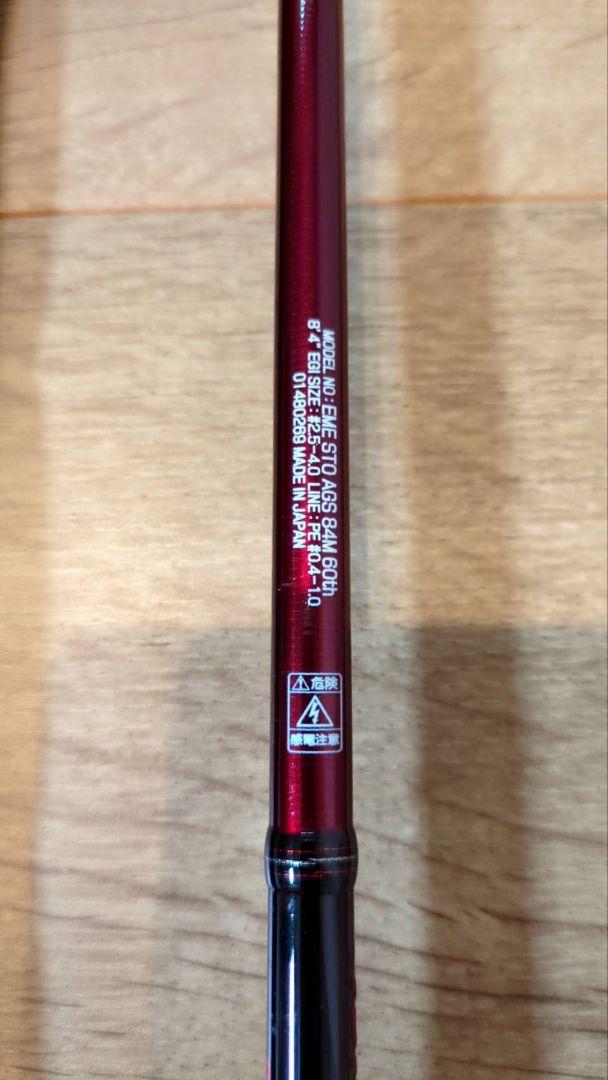 MODEL NO : EME STO AGS 84M 60th
8'4" EGI SIZE : #2.5-4.0 LINE : PE #0.4-1.0
01480269 MADE IN JAPAN
危険
感電注意